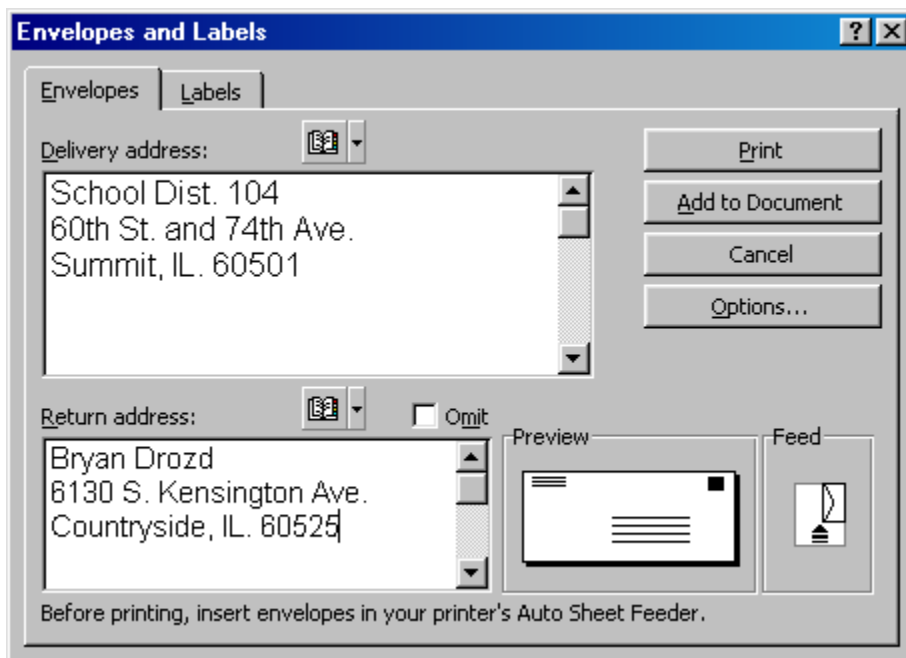 Envelopes and Labels
Envelopes
Labels
Delivery address:
School Dist. 104
60th St. and 74th Ave.
Summit, IL. 60501
Print
Add to Document
Cancel
Options...
Return address:
Omit
Bryan Drozd
6130 S. Kensington Ave.
Countryside, IL. 60525
Preview
Feed
Before printing, insert envelopes in your printer's Auto Sheet Feeder.